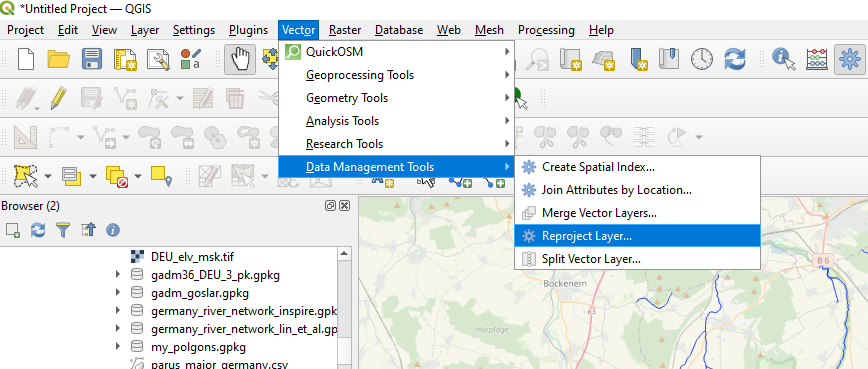 *Untitled Project — QGIS
Project Edit View Layer Settings Plugins Vector Raster Database Web Mesh Processing Help
QuickOSM
Geoprocessing Tools
Geometry Tools
Analysis Tools
Research Tools
Data Management Tools
Create Spatial Index...
Join Attributes by Location...
Merge Vector Layers...
Reproject Layer...
Split Vector Layer...
Browser (2)
DEU_elv_msk.tif
gadm36_DEU_3_pk.gpkg
gadm_goslar.gpkg
germany_river_network_inspire.gpkg
germany_river_network_lin_et_al.gpk
my_polgons.gpkg
parus_major_germany.csv
B 6
Bockenem
Harplage